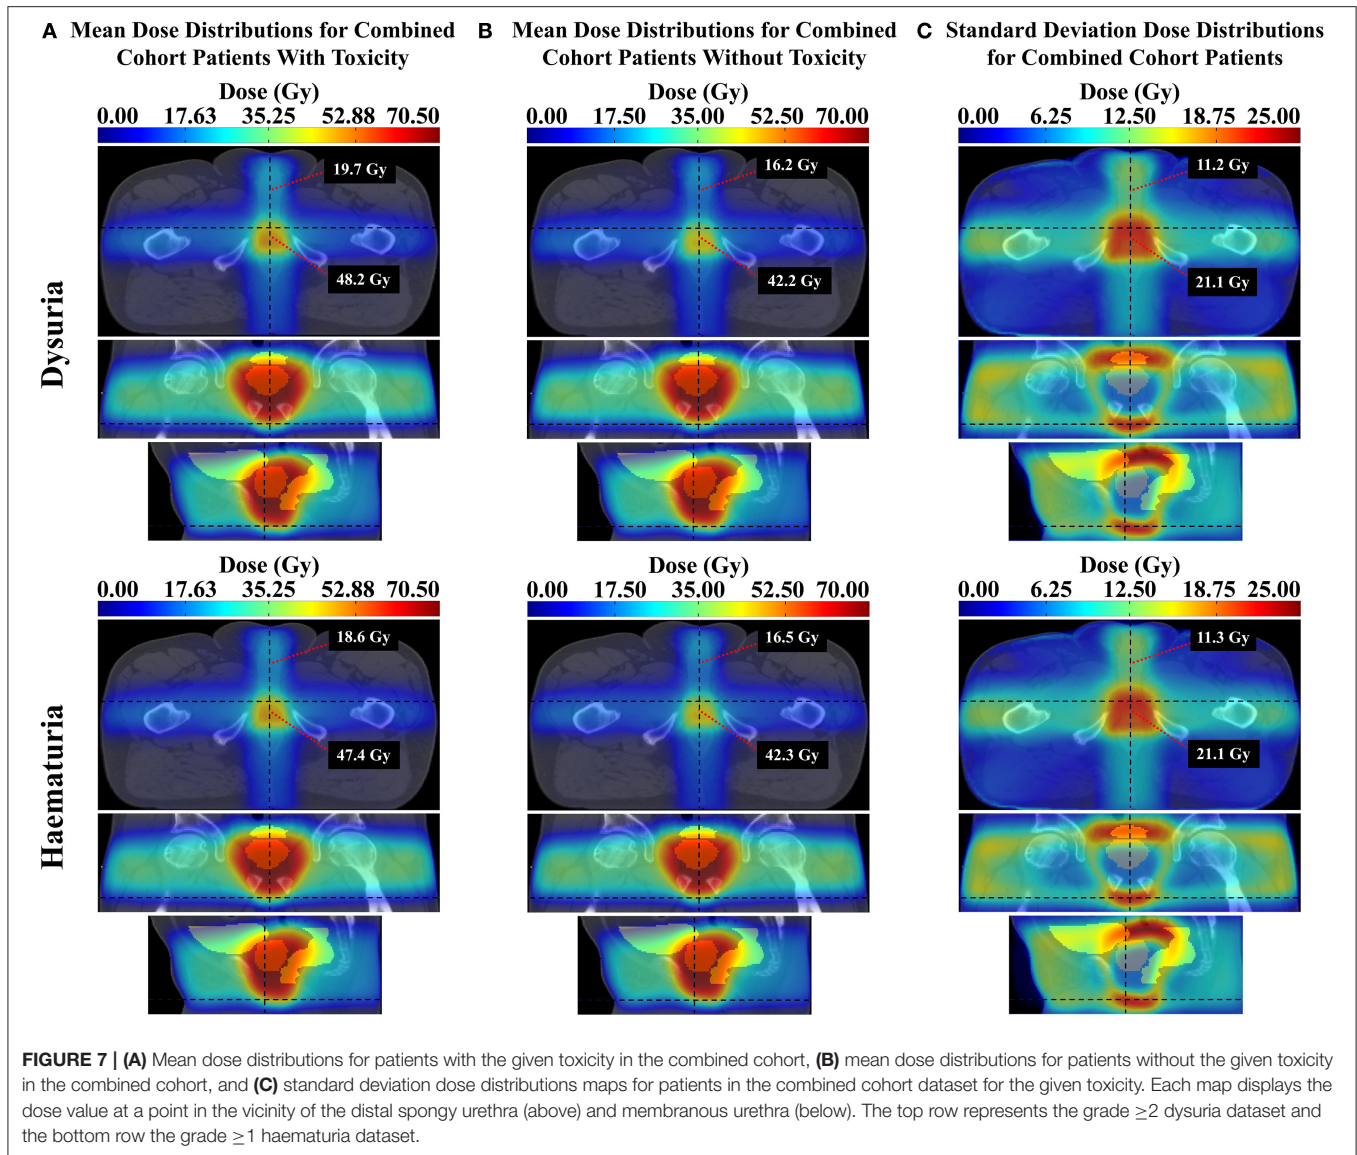 A Mean Dose Distributions for Combined
Cohort Patients With Toxicity
B Mean Dose Distributions for Combined
Cohort Patients Without Toxicity
C Standard Deviation Dose Distributions
for Combined Cohort Patients
Dose (Gy)
0.00 17.63 35.25 52.88 70.50
Dose (Gy)
0.00 17.50 35.00 52.50 70.00
Dose (Gy)
0.00 6.25 12.50 18.75 25.00
Dysuria
19.7 Gy
48.2 Gy
16.2 Gy
42.2 Gy
11.2 Gy
21.1 Gy
Dose (Gy)
0.00 17.63 35.25 52.88 70.50
Dose (Gy)
0.00 17.50 35.00 52.50 70.00
Dose (Gy)
0.00 6.25 12.50 18.75 25.00
Haematuria
18.6 Gy
47.4 Gy
16.5 Gy
42.3 Gy
11.3 Gy
21.1 Gy
FIGURE 7 | (A) Mean dose distributions for patients with the given toxicity in the combined cohort, (B) mean dose distributions for patients without the given toxicity
in the combined cohort, and (C) standard deviation dose distributions maps for patients in the combined cohort dataset for the given toxicity. Each map displays the
dose value at a point in the vicinity of the distal spongy urethra (above) and membranous urethra (below). The top row represents the grade ≥2 dysuria dataset and
the bottom row the grade ≥1 haematuria dataset.